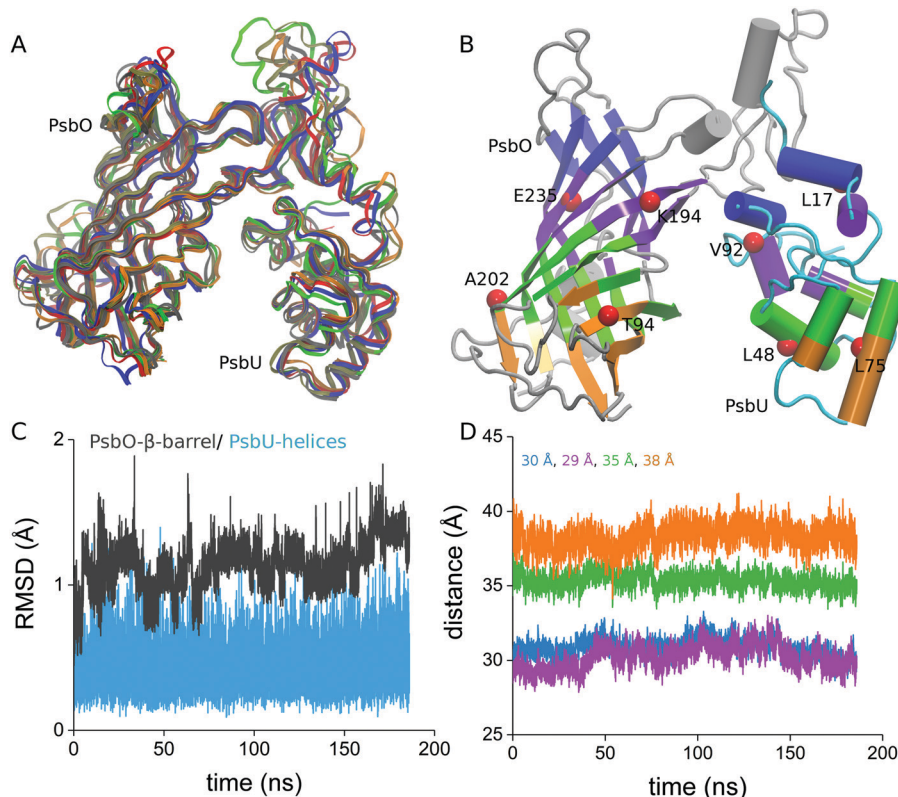 A
PsbO
PsbU
B
PsbO
E235
K194
L17
V92
A202
T94
L48
L75
PsbU
C
PsbO-β-barrel/ PsbU-helices
2
1
0
RMSD (Å)
0
50
100
150
200
time (ns)
D
30 Å, 29 Å, 35 Å, 38 Å
45
40
35
30
25
distance (Å)
0
50
100
150
200
time (ns)